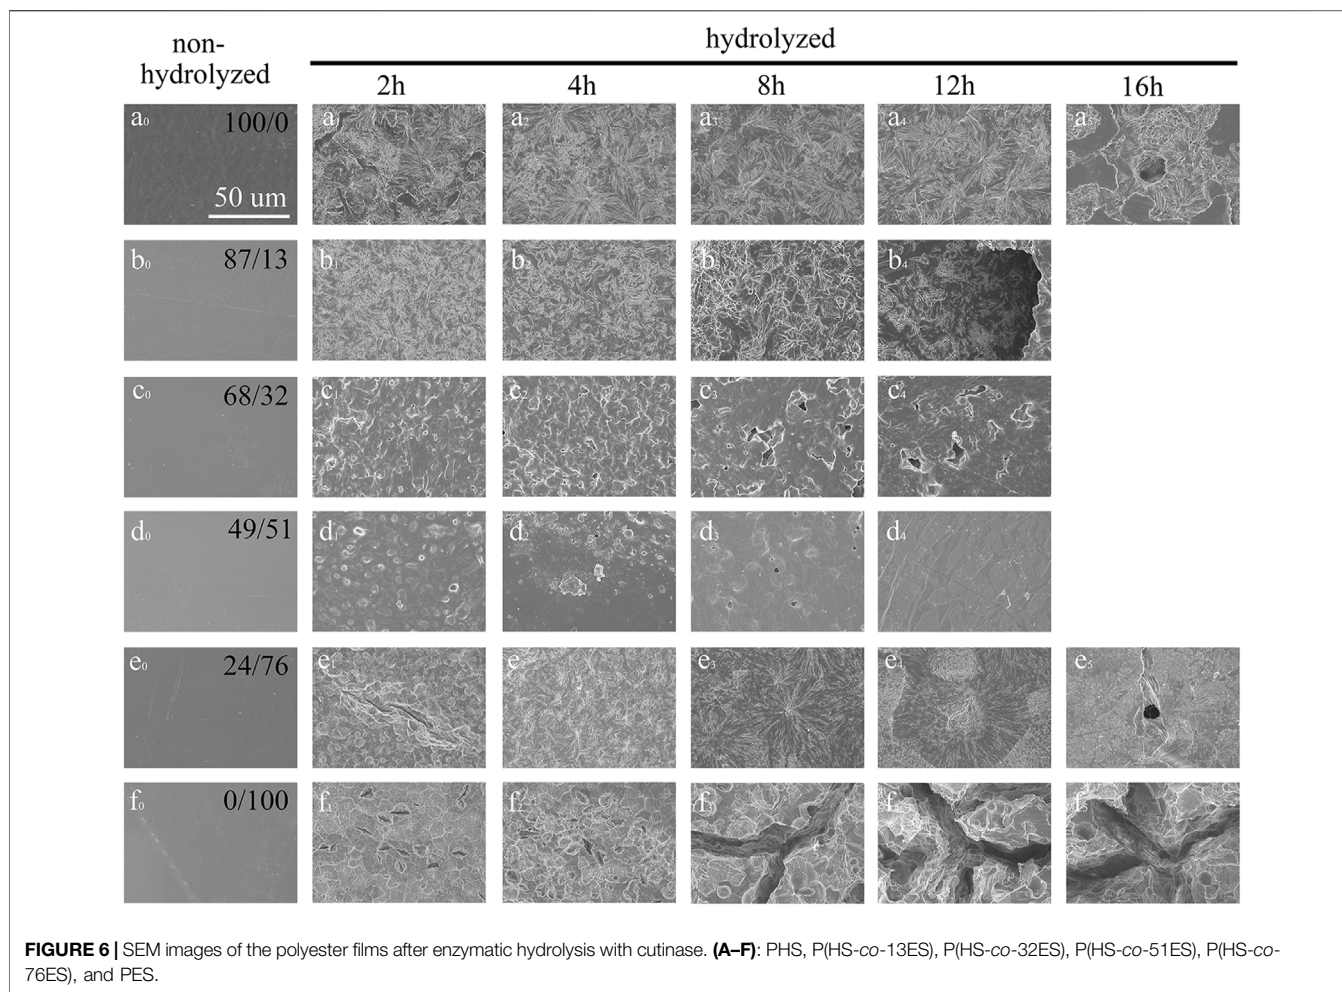 non-
hydrolyzed
hydrolyzed
2h 4h 8h 12h 16h
a0 100/0 a1 a2 a3 a4 a5
50 um
b0 87/13 b1 b2 b b4
c0 68/32 c1 c2 c3 c4
d0 49/51 d1 d2 d3 d4
e0 24/76 e1 e2 e3 e4 e5
f0 0/100 f1 f2 f3 f4 f5
FIGURE 6 | SEM images of the polyester films after enzymatic hydrolysis with cutinase. (A–F): PHS, P(HS-co-13ES), P(HS-co-32ES), P(HS-co-51ES), P(HS-co-
76ES), and PES.